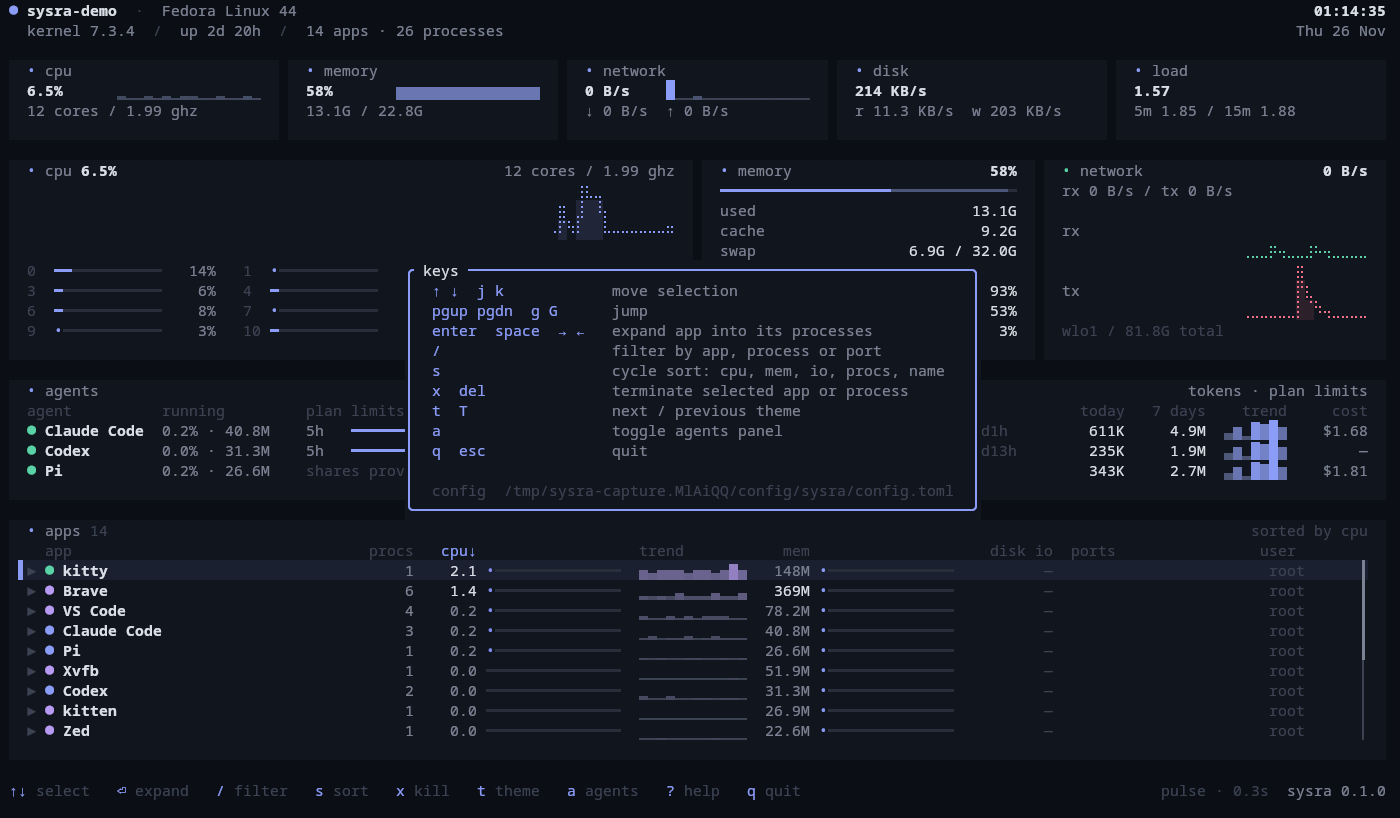 sysra-demo · Fedora Linux 44 01:14:35
kernel 7.3.4 / up 2d 20h / 14 apps · 26 processes Thu 26 Nov
• cpu • memory • network • disk • load
6.5% 58% 0 B/s 214 KB/s 1.57
12 cores / 1.99 ghz 13.1G / 22.8G ↓ 0 B/s ↑ 0 B/s r 11.3 KB/s w 203 KB/s 5m 1.85 / 15m 1.88
• cpu 6.5% 12 cores / 1.99 ghz • memory 58% • network 0 B/s
rx 0 B/s / tx 0 B/s
used 13.1G
cache 9.2G rx
swap 6.9G / 32.0G
0 14% 1
3 6% 4 93% tx
6 8% 7 53%
9 3% 10 3% wlo1 / 81.8G total
keys
↑ ↓ j k move selection
pgup pgdn g G jump
enter space → ← expand app into its processes
/ filter by app, process or port
s cycle sort: cpu, mem, io, procs, name
x del terminate selected app or process
t T next / previous theme
a toggle agents panel
q esc quit
config /tmp/sysra-capture.MlAiQQ/config/sysra/config.toml
• agents tokens · plan limits
agent running plan limits today 7 days trend cost
Claude Code 0.2% · 40.8M 5h d1h 611K 4.9M $1.68
Codex 0.0% · 31.3M 5h d13h 235K 1.9M —
Pi 0.2% · 26.6M shares prov 343K 2.7M $1.81
• apps 14 sorted by cpu
app procs cpu↓ trend mem disk io ports user
▶ kitty 1 2.1 148M — root
▶ Brave 6 1.4 369M — root
▶ VS Code 4 0.2 78.2M — root
▶ Claude Code 3 0.2 40.8M — root
▶ Pi 1 0.2 26.6M — root
▶ Xvfb 1 0.0 51.9M — root
▶ Codex 2 0.0 31.3M — root
▶ kitten 1 0.0 26.9M — root
▶ Zed 1 0.0 22.6M — root
↑↓ select ⏎ expand / filter s sort x kill t theme a agents ? help q quit pulse · 0.3s sysra 0.1.0